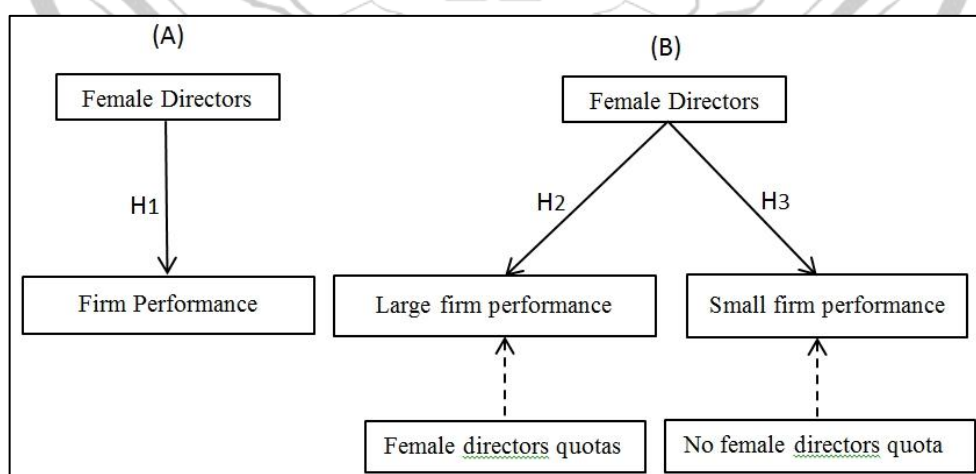 (A)
Female Directors
H1
Firm Performance
(B)
Female Directors
H2
H3
Large firm performance
Small firm performance
Female directors quotas
No female directors quota